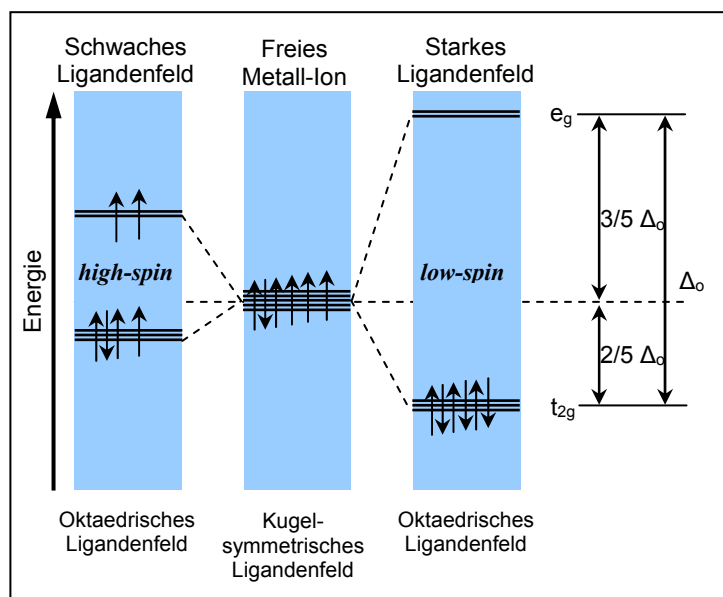 Schwaches
Ligandenfeld
Freies
Metall-Ion
Starkes
Ligandenfeld
Energie
high-spin
low-spin
e₉
3/5 Δₒ
Δₒ
2/5 Δₒ
t₂g
Oktaedrisches
Ligandenfeld
Kugel-
symmetrisches
Ligandenfeld
Oktaedrisches
Ligandenfeld